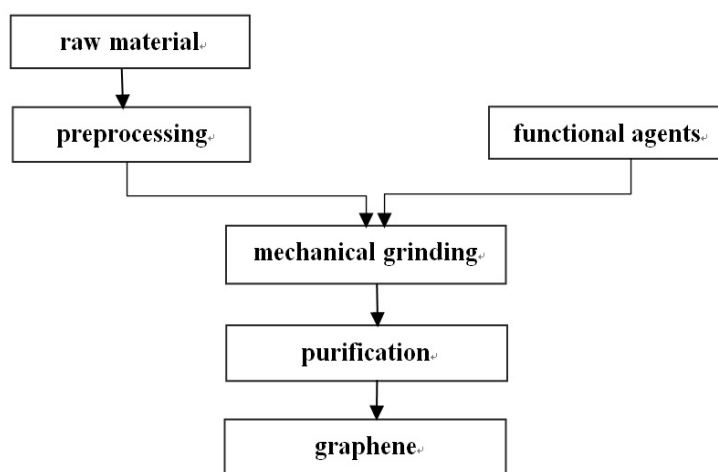 raw material
preprocessing
functional agents
mechanical grinding
purification
graphene